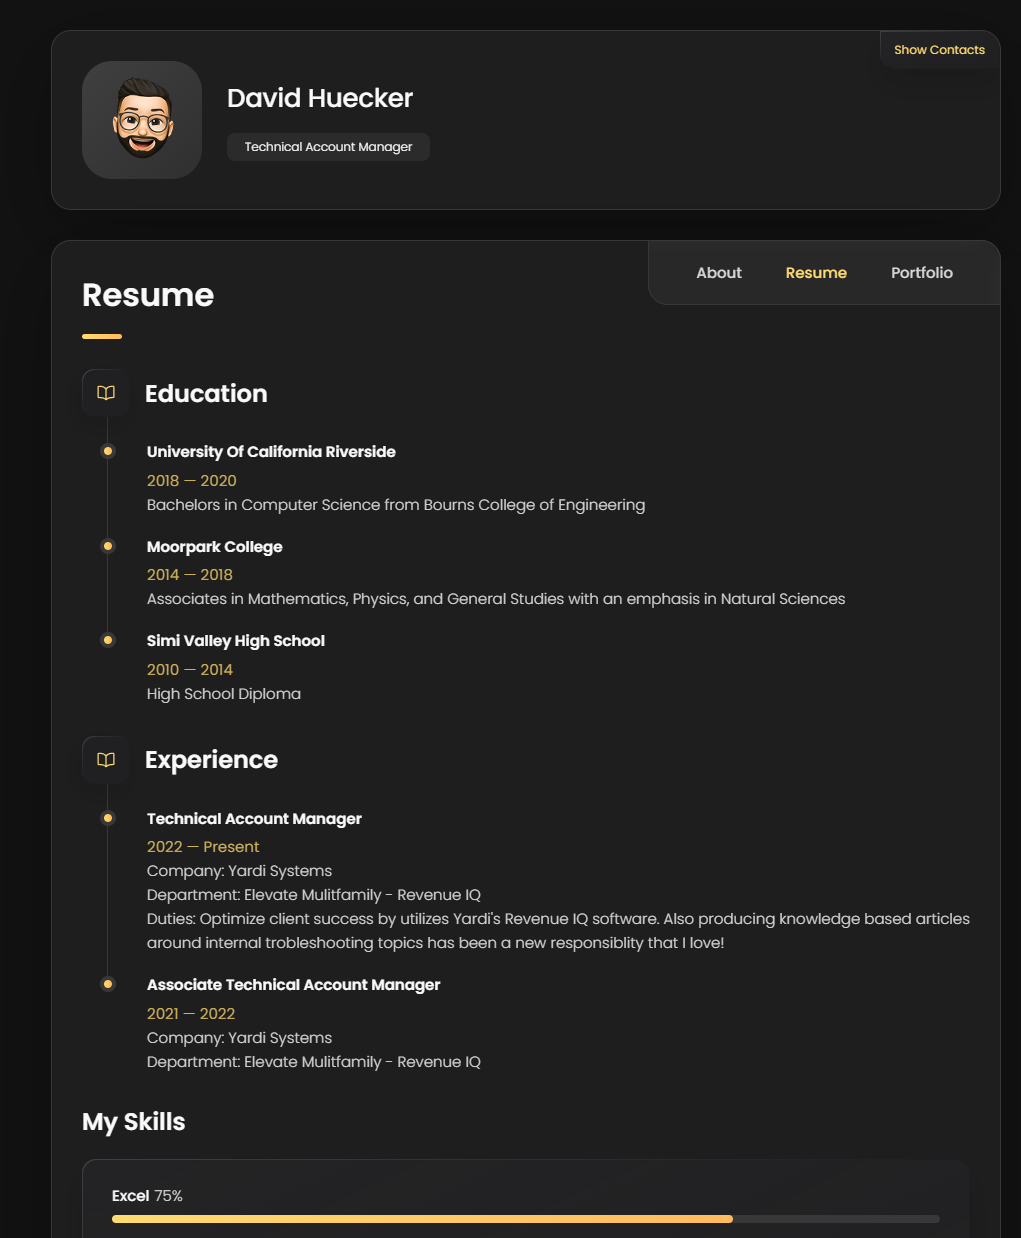 Show Contacts
David Huecker
Technical Account Manager
About
Resume
Portfolio
Resume
Education
University Of California Riverside
2018 — 2020
Bachelors in Computer Science from Bourns College of Engineering
Moorpark College
2014 — 2018
Associates in Mathematics, Physics, and General Studies with an emphasis in Natural Sciences
Simi Valley High School
2010 — 2014
High School Diploma
Experience
Technical Account Manager
2022 — Present
Company: Yardi Systems
Department: Elevate Mulitfamily - Revenue IQ
Duties: Optimize client success by utilizes Yardi's Revenue IQ software. Also producing knowledge based articles
around internal trobleshooting topics has been a new responsiblity that I love!
Associate Technical Account Manager
2021 — 2022
Company: Yardi Systems
Department: Elevate Mulitfamily - Revenue IQ
My Skills
Excel 75%